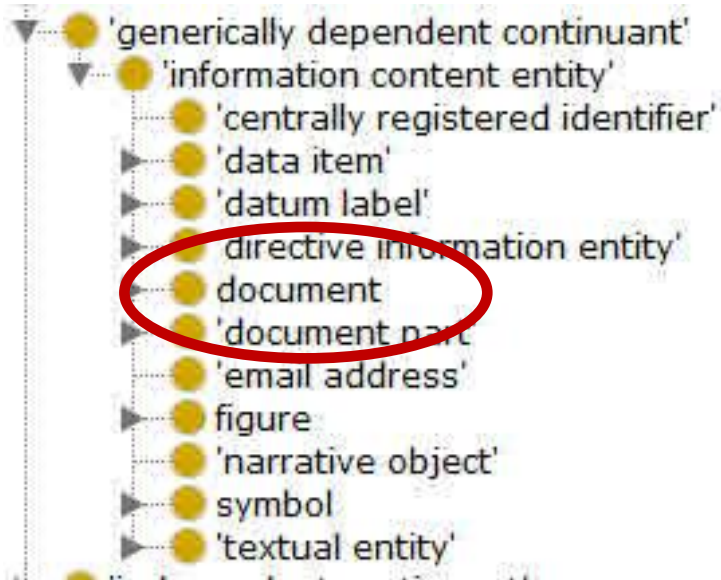 'generically dependent continuant'
'information content entity'
'centrally registered identifier'
'data item'
'datum label'
'directive information entity'
document
'document part'
'email address'
figure
'narrative object'
symbol
'textual entity'